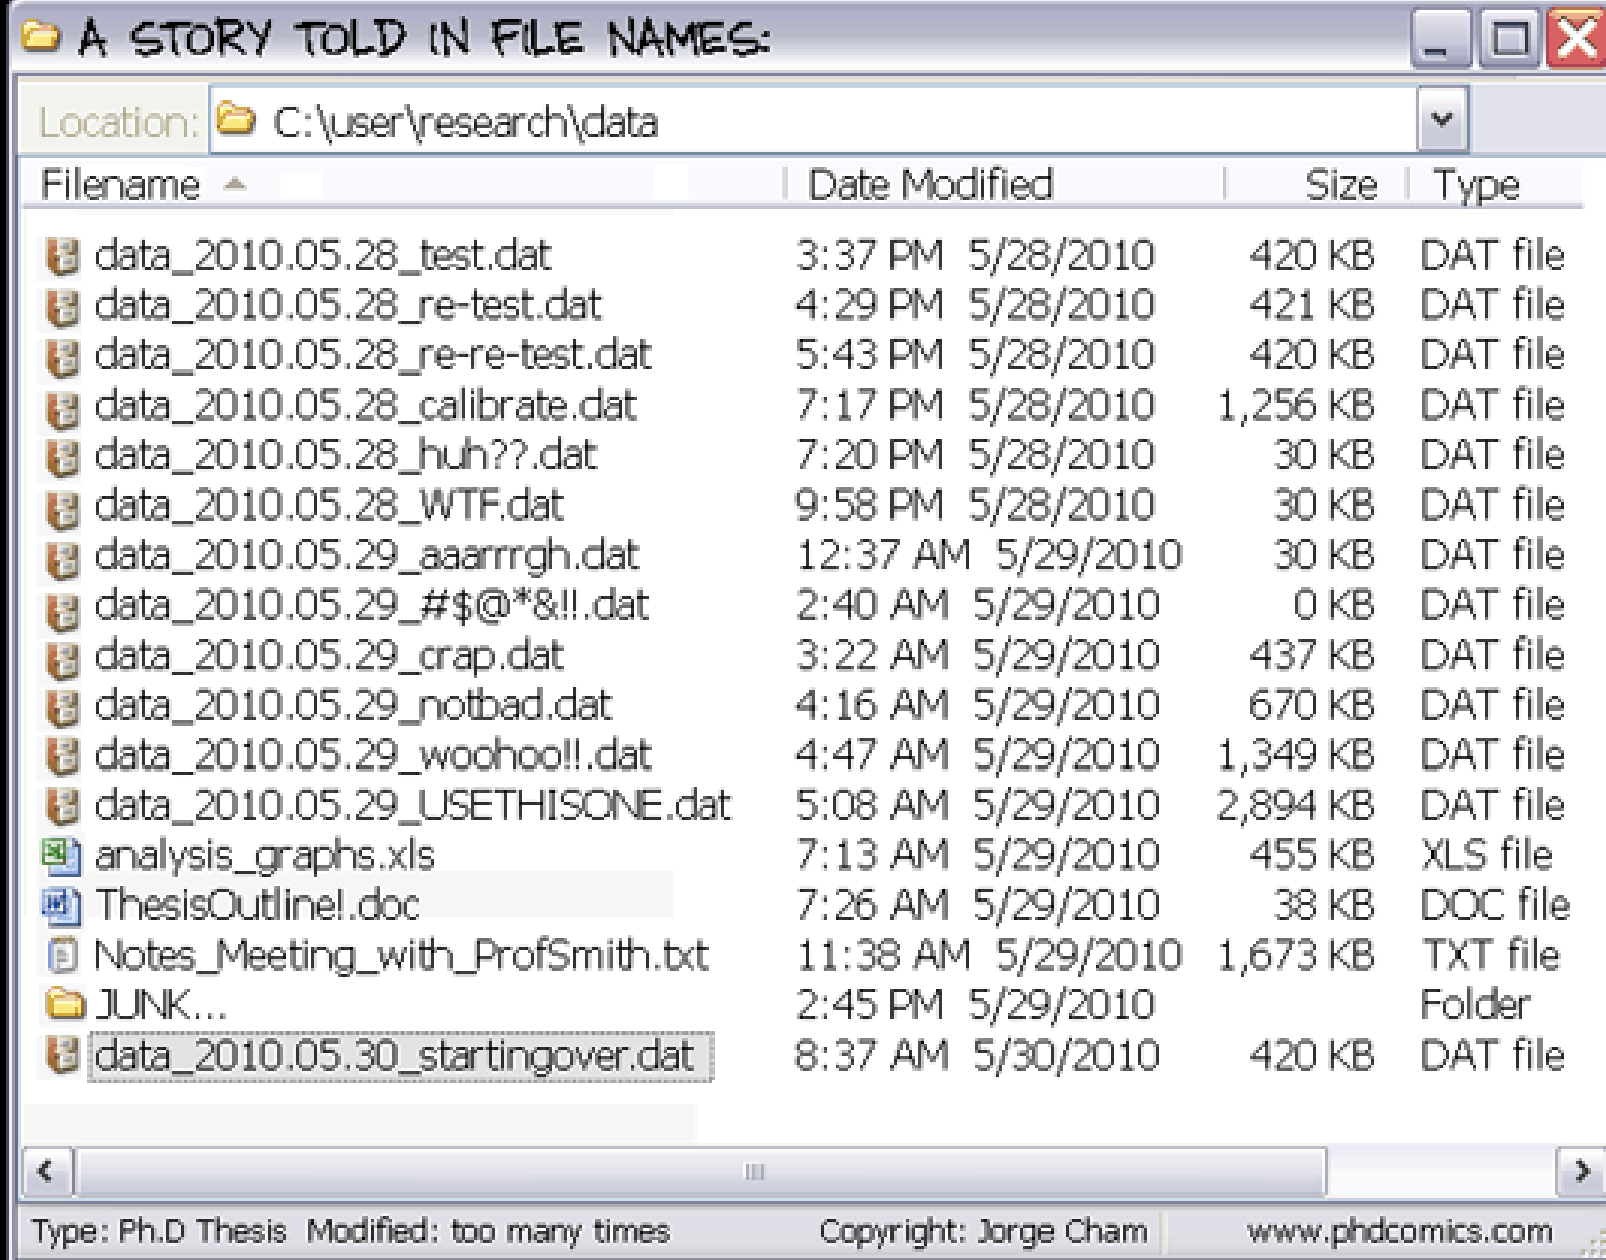 A STORY TOLD IN FILE NAMES:
Location: C:\user\research\data
Filename Date Modified Size Type
data_2010.05.28_test.dat 3:37 PM 5/28/2010 420 KB DAT file
data_2010.05.28_re-test.dat 4:29 PM 5/28/2010 421 KB DAT file
data_2010.05.28_re-re-test.dat 5:43 PM 5/28/2010 420 KB DAT file
data_2010.05.28_calibrate.dat 7:17 PM 5/28/2010 1,256 KB DAT file
data_2010.05.28_huh??.dat 7:20 PM 5/28/2010 30 KB DAT file
data_2010.05.28_WTF.dat 9:58 PM 5/28/2010 30 KB DAT file
data_2010.05.29_aaarrrgh.dat 12:37 AM 5/29/2010 30 KB DAT file
data_2010.05.29_#$@*&!!.dat 2:40 AM 5/29/2010 0 KB DAT file
data_2010.05.29_crap.dat 3:22 AM 5/29/2010 437 KB DAT file
data_2010.05.29_notbad.dat 4:16 AM 5/29/2010 670 KB DAT file
data_2010.05.29_woohoo!!.dat 4:47 AM 5/29/2010 1,349 KB DAT file
data_2010.05.29_USETHISONE.dat 5:08 AM 5/29/2010 2,894 KB DAT file
analysis_graphs.xls 7:13 AM 5/29/2010 455 KB XLS file
ThesisOutline!.doc 7:26 AM 5/29/2010 38 KB DOC file
Notes_Meeting_with_ProfSmith.txt 11:38 AM 5/29/2010 1,673 KB TXT file
JUNK... 2:45 PM 5/29/2010 Folder
data_2010.05.30_startingover.dat 8:37 AM 5/30/2010 420 KB DAT file
Type: Ph.D Thesis Modified: too many times Copyright: Jorge Cham www.phdcomics.com